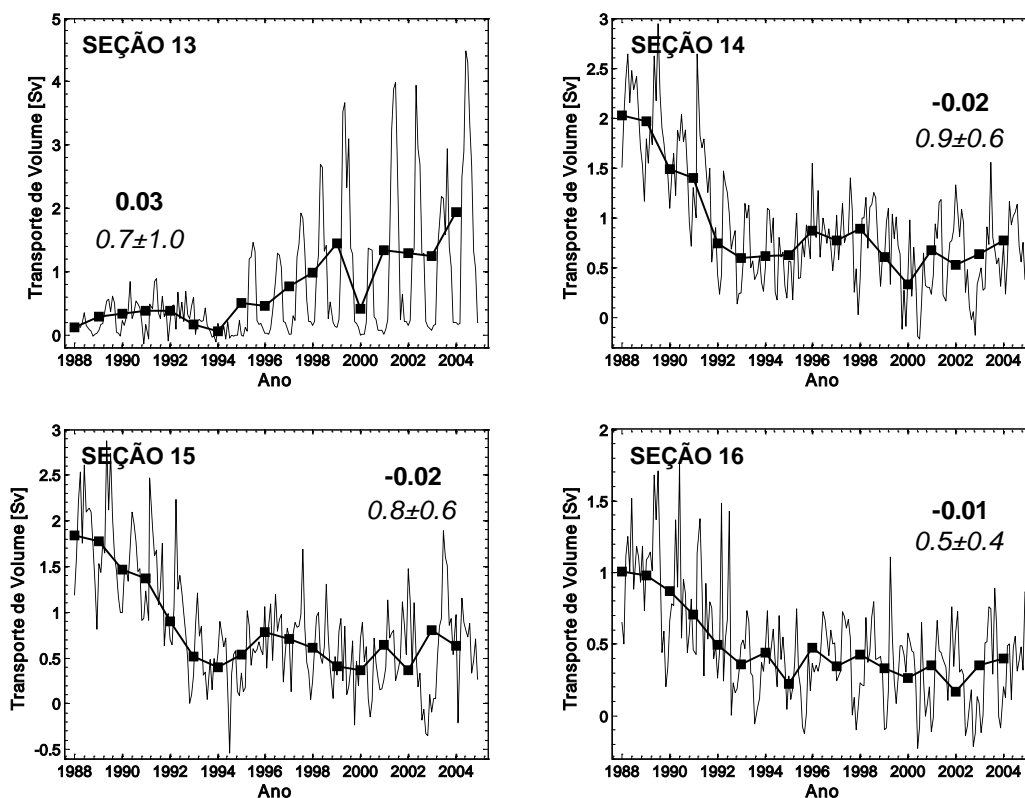 SEÇÃO 13
Transporte de Volume [Sv]
5
4
3
2
1
0
0.03
0.7±1.0
1988 1990 1992 1994 1996 1998 2000 2002 2004
Ano
SEÇÃO 14
Transporte de Volume [Sv]
3
2.5
2
1.5
1
0.5
0
-0.02
0.9±0.6
1988 1990 1992 1994 1996 1998 2000 2002 2004
Ano
SEÇÃO 15
Transporte de Volume [Sv]
3
2.5
2
1.5
1
0.5
0
-0.5
-0.02
0.8±0.6
1988 1990 1992 1994 1996 1998 2000 2002 2004
Ano
SEÇÃO 16
Transporte de Volume [Sv]
2
1.5
1
0.5
0
-0.01
0.5±0.4
1988 1990 1992 1994 1996 1998 2000 2002 2004
Ano